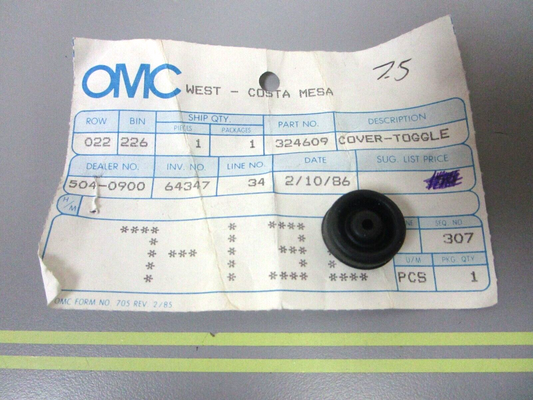 OMC WEST - COSTA MESA
7.5
ROW BIN SHIP QTY. PART NO. DESCRIPTION
PIECES PACKAGES
022 226 1 1 324609 COVER-TOGGLE
DEALER NO. INV. NO. LINE NO. DATE SUG. LIST PRICE
504-0900 64347 34 2/10/86
H/M SEQ. NO.
307
U/M PKG. QTY.
PCS 1
OMC FORM NO. 705 REV. 2/85